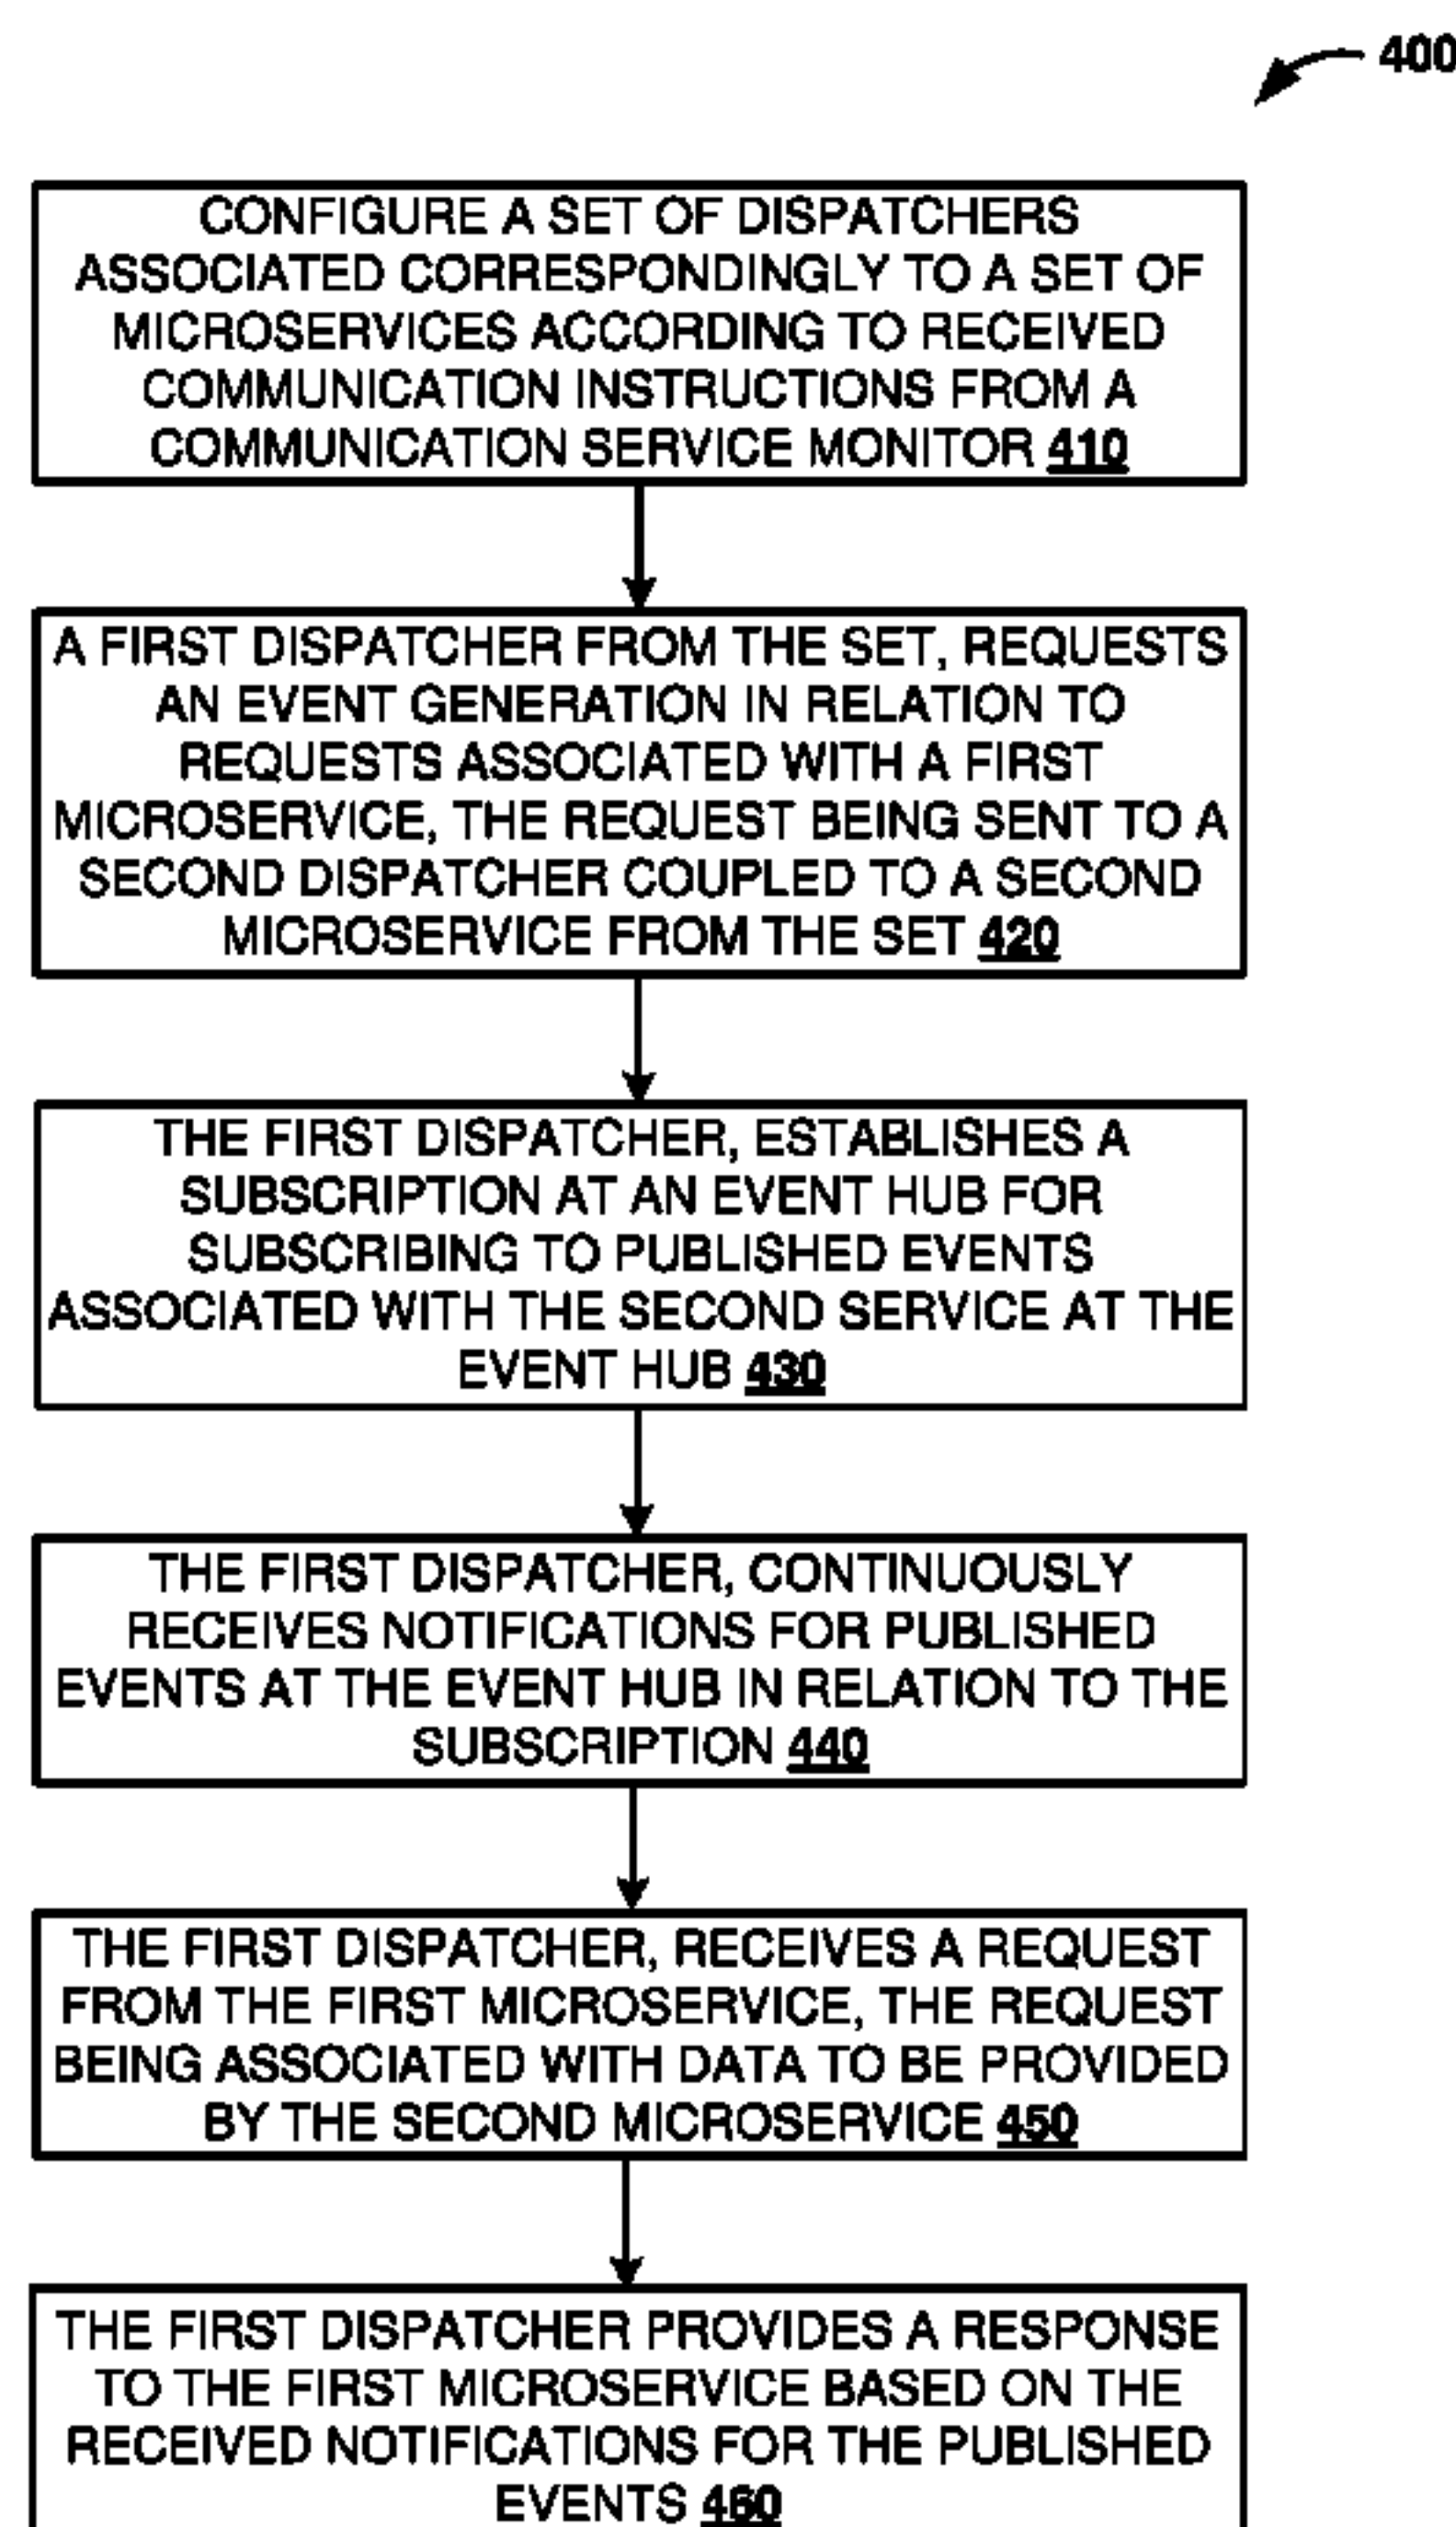 400
CONFIGURE A SET OF DISPATCHERS
ASSOCIATED CORRESPONDINGLY TO A SET OF
MICROSERVICES ACCORDING TO RECEIVED
COMMUNICATION INSTRUCTIONS FROM A
COMMUNICATION SERVICE MONITOR 410
A FIRST DISPATCHER FROM THE SET, REQUESTS
AN EVENT GENERATION IN RELATION TO
REQUESTS ASSOCIATED WITH A FIRST
MICROSERVICE, THE REQUEST BEING SENT TO A
SECOND DISPATCHER COUPLED TO A SECOND
MICROSERVICE FROM THE SET 420
THE FIRST DISPATCHER, ESTABLISHES A
SUBSCRIPTION AT AN EVENT HUB FOR
SUBSCRIBING TO PUBLISHED EVENTS
ASSOCIATED WITH THE SECOND SERVICE AT THE
EVENT HUB 430
THE FIRST DISPATCHER, CONTINUOUSLY
RECEIVES NOTIFICATIONS FOR PUBLISHED
EVENTS AT THE EVENT HUB IN RELATION TO THE
SUBSCRIPTION 440
THE FIRST DISPATCHER, RECEIVES A REQUEST
FROM THE FIRST MICROSERVICE, THE REQUEST
BEING ASSOCIATED WITH DATA TO BE PROVIDED
BY THE SECOND MICROSERVICE 450
THE FIRST DISPATCHER PROVIDES A RESPONSE
TO THE FIRST MICROSERVICE BASED ON THE
RECEIVED NOTIFICATIONS FOR THE PUBLISHED
EVENTS 460